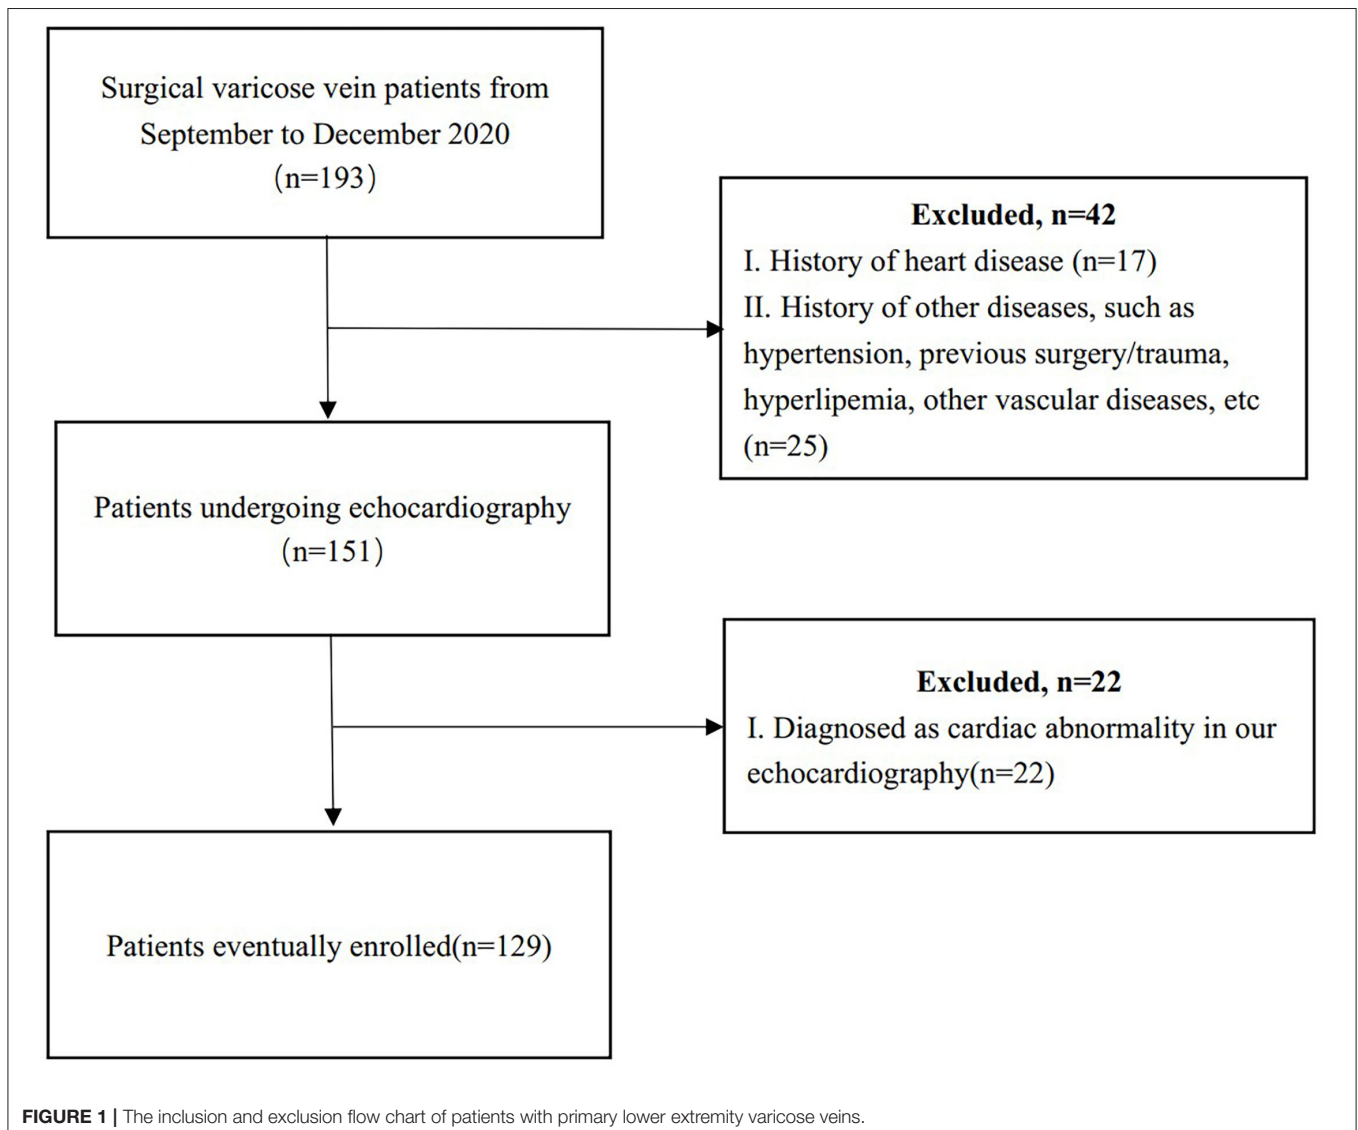 Surgical varicose vein patients from
September to December 2020
(n=193)
Excluded, n=42
I. History of heart disease (n=17)
II. History of other diseases, such as
hypertension, previous surgery/trauma,
hyperlipemia, other vascular diseases, etc
(n=25)
Patients undergoing echocardiography
(n=151)
Excluded, n=22
I. Diagnosed as cardiac abnormality in our
echocardiography(n=22)
Patients eventually enrolled(n=129)
FIGURE 1 | The inclusion and exclusion flow chart of patients with primary lower extremity varicose veins.